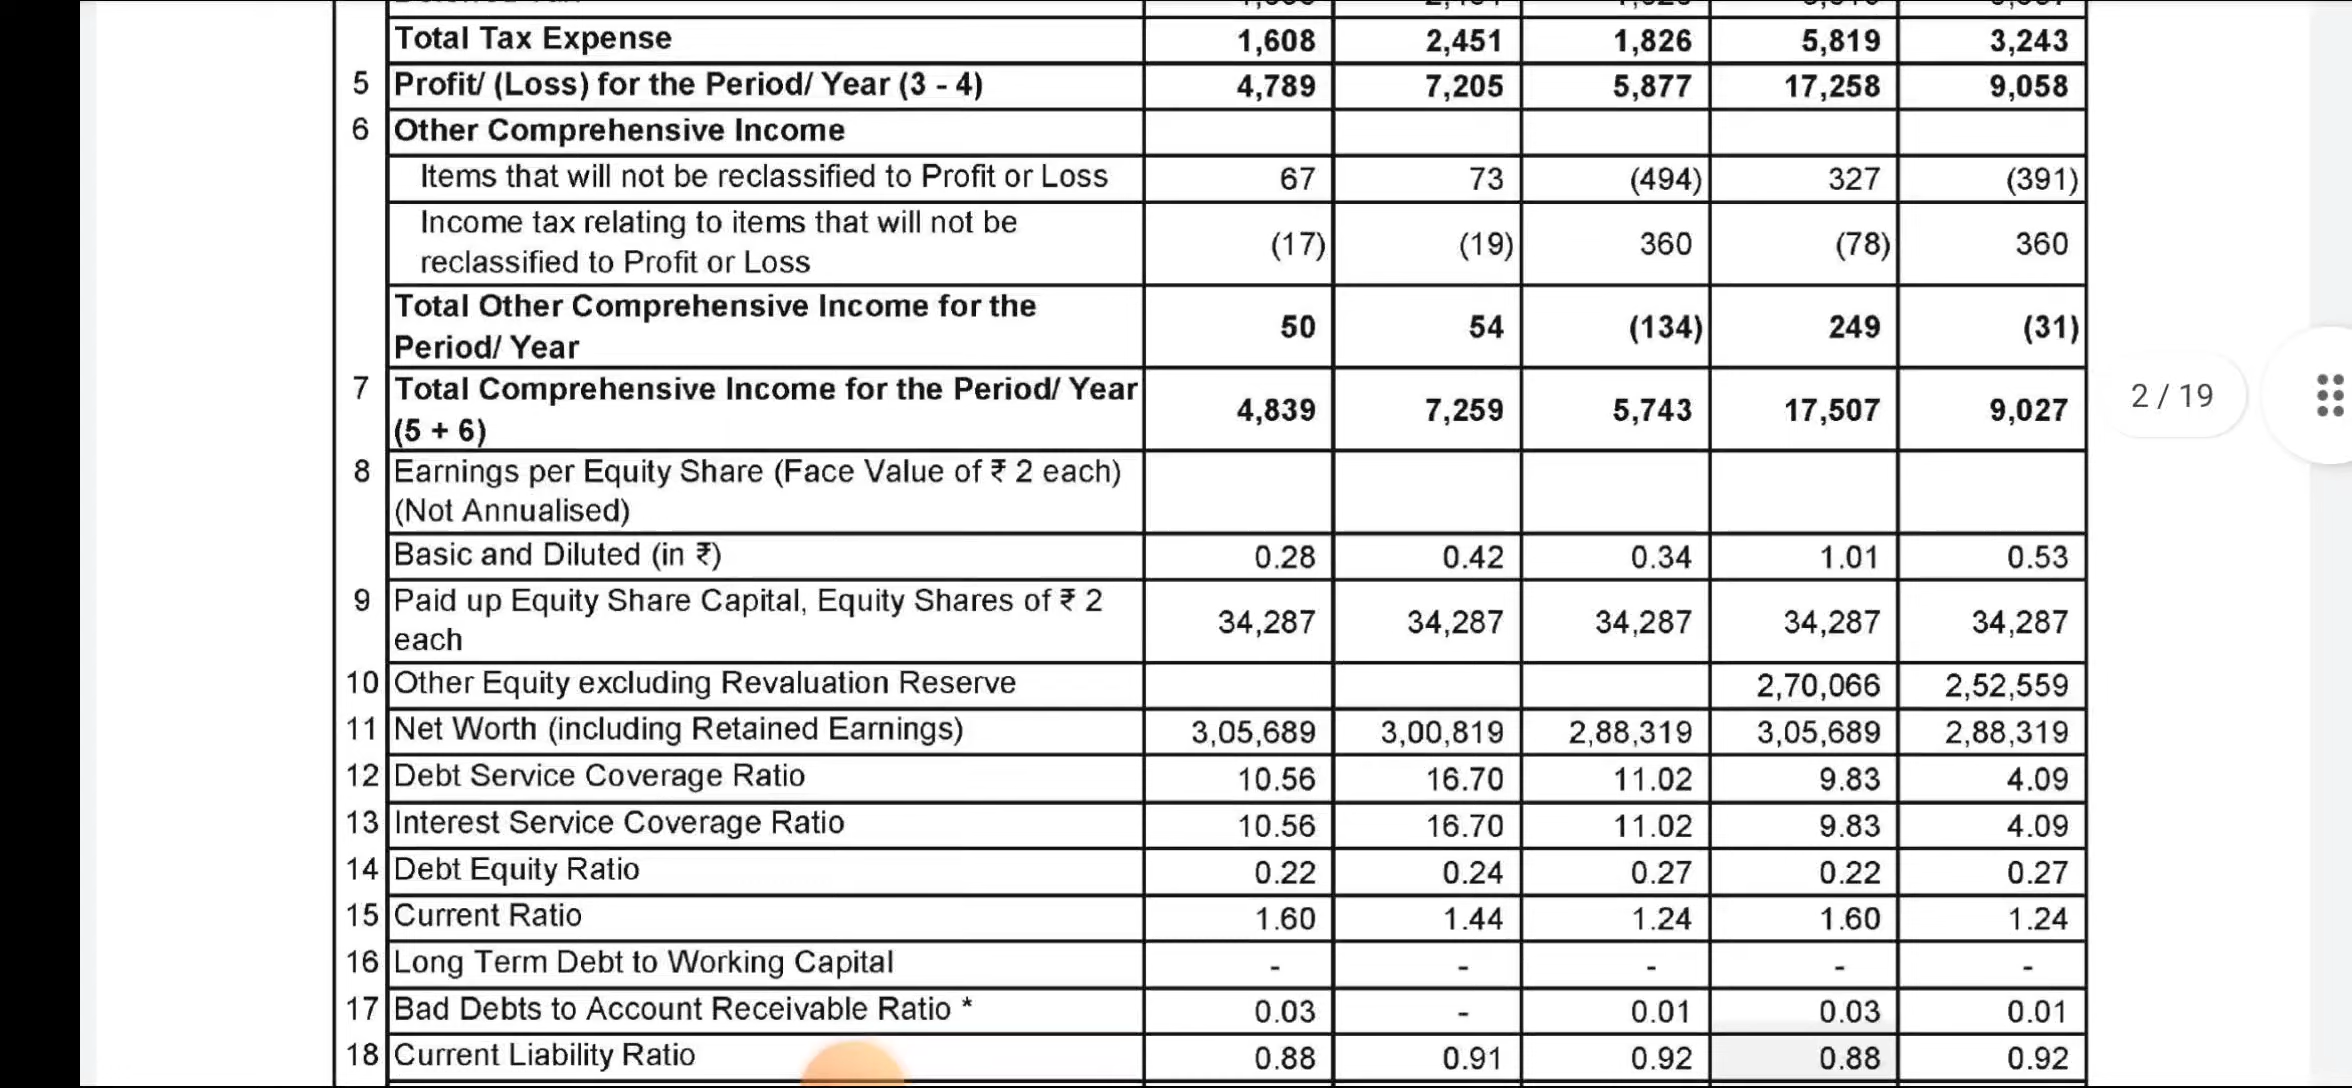 Total Tax Expense 1,608 2,451 1,826 5,819 3,243
5 Profit/ (Loss) for the Period/ Year (3 - 4) 4,789 7,205 5,877 17,258 9,058
6 Other Comprehensive Income
Items that will not be reclassified to Profit or Loss 67 73 (494) 327 (391)
Income tax relating to items that will not be
reclassified to Profit or Loss (17) (19) 360 (78) 360
Total Other Comprehensive Income for the
Period/ Year 50 54 (134) 249 (31)
7 Total Comprehensive Income for the Period/ Year
(5 + 6) 4,839 7,259 5,743 17,507 9,027
2 / 19
8 Earnings per Equity Share (Face Value of ₹ 2 each)
(Not Annualised)
Basic and Diluted (in ₹) 0.28 0.42 0.34 1.01 0.53
9 Paid up Equity Share Capital, Equity Shares of ₹ 2
each 34,287 34,287 34,287 34,287 34,287
10 Other Equity excluding Revaluation Reserve 2,70,066 2,52,559
11 Net Worth (including Retained Earnings) 3,05,689 3,00,819 2,88,319 3,05,689 2,88,319
12 Debt Service Coverage Ratio 10.56 16.70 11.02 9.83 4.09
13 Interest Service Coverage Ratio 10.56 16.70 11.02 9.83 4.09
14 Debt Equity Ratio 0.22 0.24 0.27 0.22 0.27
15 Current Ratio 1.60 1.44 1.24 1.60 1.24
16 Long Term Debt to Working Capital - - - - -
17 Bad Debts to Account Receivable Ratio * 0.03 - 0.01 0.03 0.01
18 Current Liability Ratio 0.88 0.91 0.92 0.88 0.92